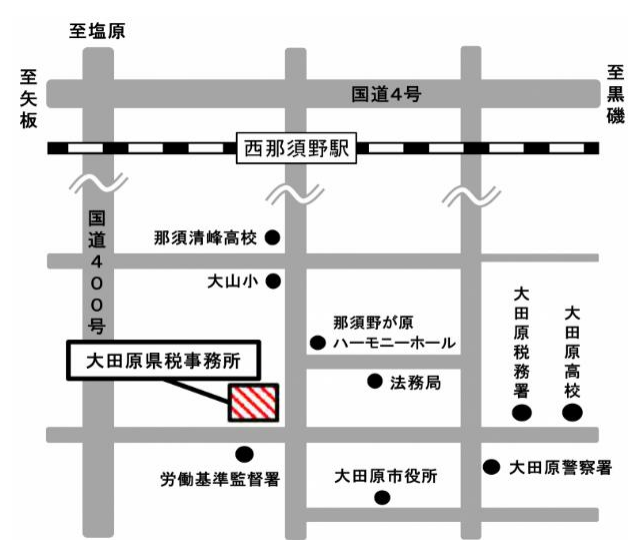 至塩原
至矢板
国道4号
至黒磯
西那須野駅
国道400号
那須清峰高校
大山小
那須野が原
ハーモニーホール
大田原税務署
大田原高校
大田原県税事務所
法務局
労働基準監督署
大田原市役所
大田原警察署